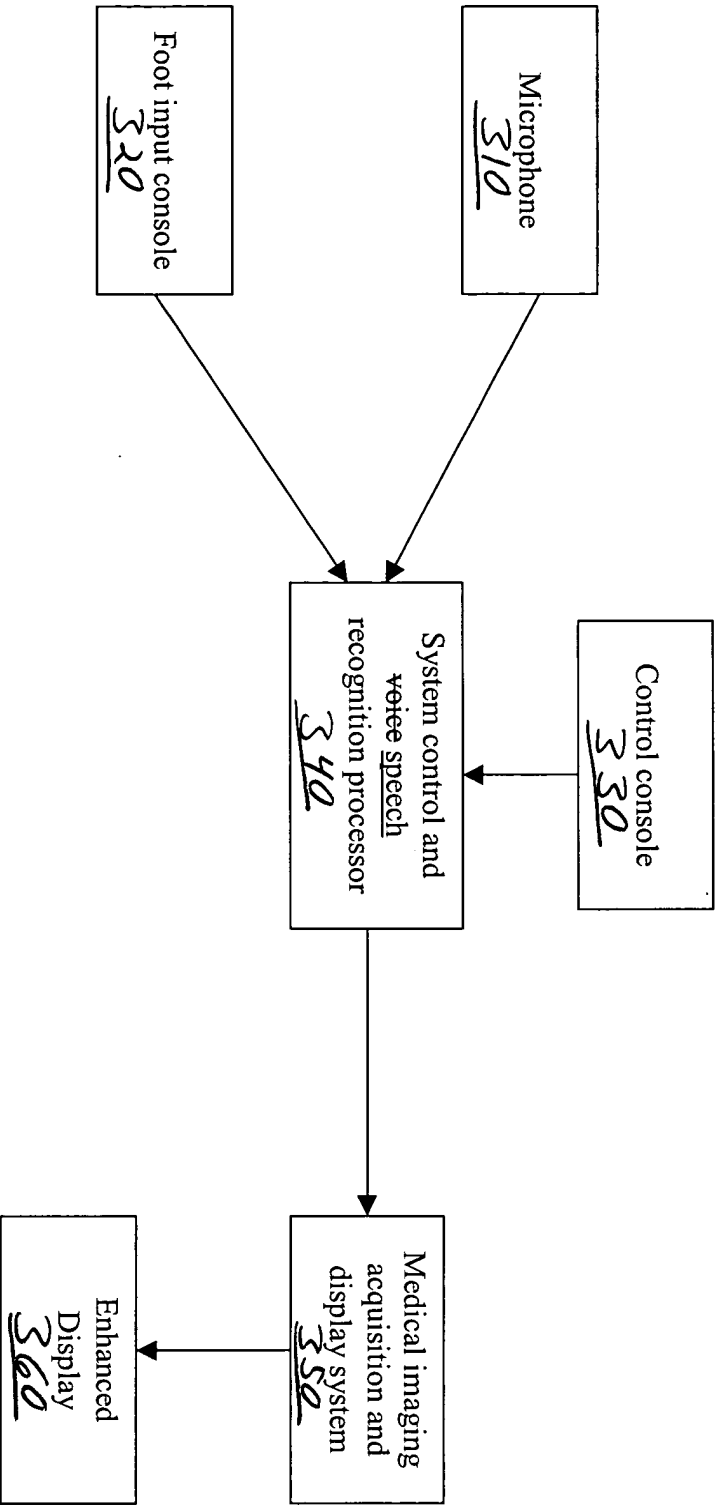 Microphone
310
Foot input console
320
Control console
330
System control and
voice speech
recognition processor
340
Medical imaging
acquisition and
display system
350
Enhanced
Display
360